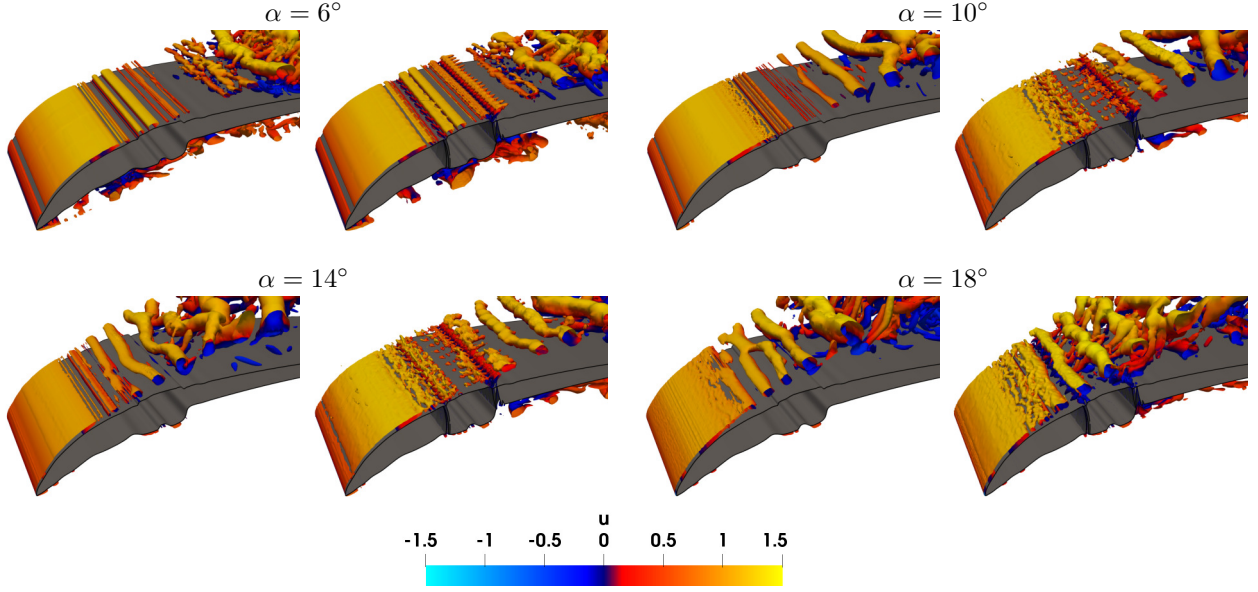 α = 6° α = 10°
α = 14° α = 18°
u
-1.5 -1 -0.5 0 0.5 1 1.5